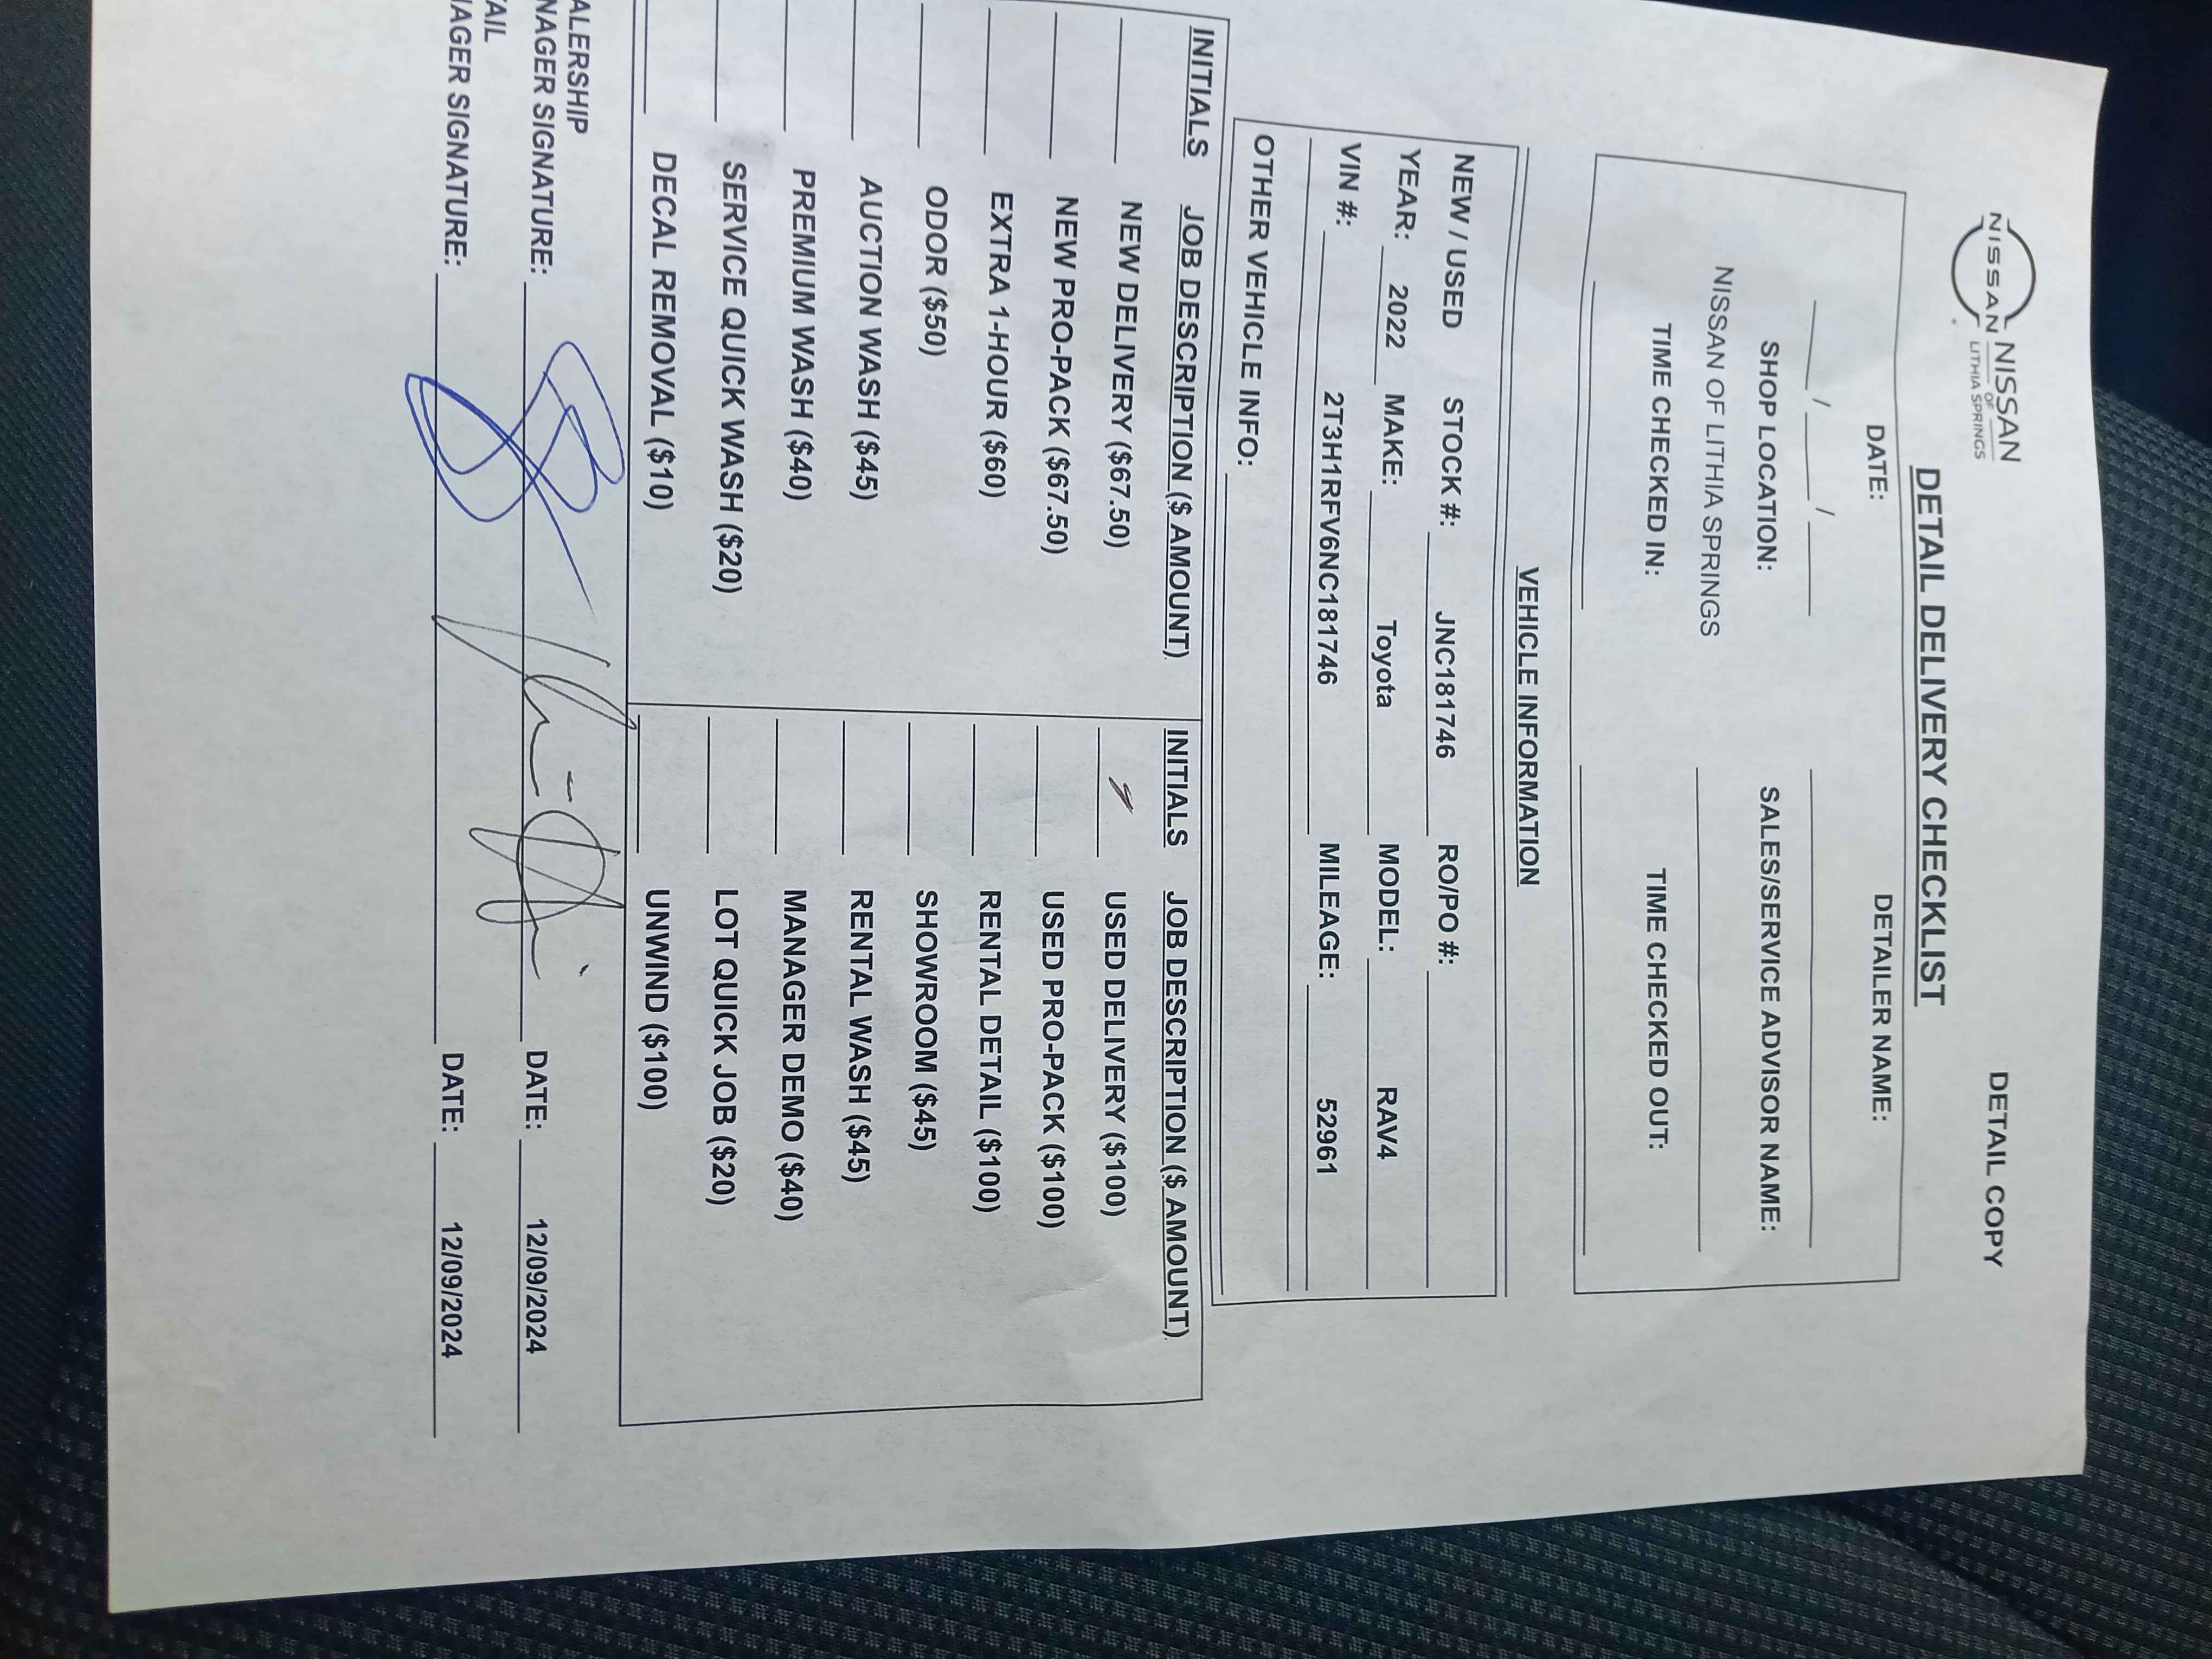 DETAIL COPY
NISSAN
NISSAN
OF
LITHIA SPRINGS
DETAIL DELIVERY CHECKLIST
DATE: DETAILER NAME:
/ /
SHOP LOCATION: SALES/SERVICE ADVISOR NAME:
NISSAN OF LITHIA SPRINGS
TIME CHECKED IN: TIME CHECKED OUT:
VEHICLE INFORMATION
NEW / USED STOCK #: JNC181746 RO/PO #:
YEAR: 2022 MAKE: Toyota MODEL: RAV4
VIN #: 2T3H1RFV6NC181746 MILEAGE: 52961
OTHER VEHICLE INFO:
INITIALS JOB DESCRIPTION ($ AMOUNT) INITIALS JOB DESCRIPTION ($ AMOUNT)
NEW DELIVERY ($67.50) USED DELIVERY ($100)
NEW PRO-PACK ($67.50) USED PRO-PACK ($100)
EXTRA 1-HOUR ($60) RENTAL DETAIL ($100)
ODOR ($50) SHOWROOM ($45)
AUCTION WASH ($45) RENTAL WASH ($45)
PREMIUM WASH ($40) MANAGER DEMO ($40)
SERVICE QUICK WASH ($20) LOT QUICK JOB ($20)
DECAL REMOVAL ($10) UNWIND ($100)
ALERSHIP
NAGER SIGNATURE: DATE: 12/09/2024
AIL
IAGER SIGNATURE: DATE: 12/09/2024